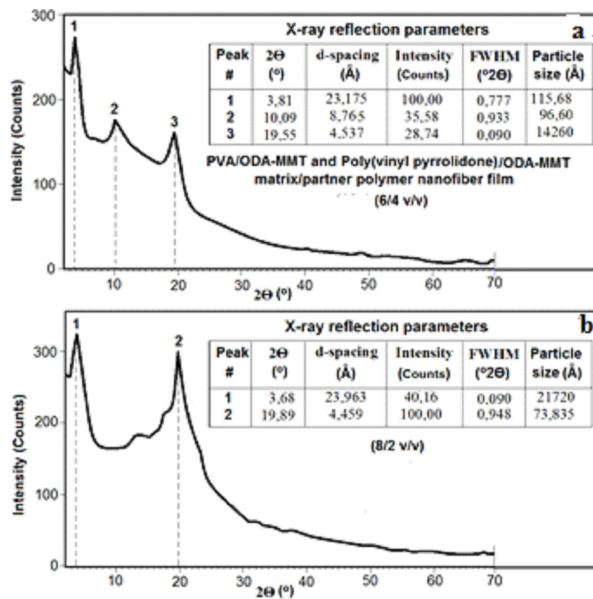 a
X-ray reflection parameters
Peak # 2Θ (º) d-spacing (Å) Intensity (Counts) FWHM (º2Θ) Particle size (Å)
1 3,81 23,175 100,00 0,777 115,68
2 10,09 8,765 35,58 0,933 96,60
3 19,55 4,537 28,74 0,090 14260
PVA/ODA-MMT and Poly(vinyl pyrrolidone)/ODA-MMT
matrix/partner polymer nanofiber film
(6/4 v/v)
1
2
3
Intensity (Counts)
300
200
100
0
10 20 30 40 50 60 70
2Θ (º)
b
X-ray reflection parameters
Peak # 2Θ (º) d-spacing (Å) Intensity (Counts) FWHM (º2Θ) Particle size (Å)
1 3,68 23,963 40,16 0,090 21720
2 19,89 4,459 100,00 0,948 73,835
(8/2 v/v)
1
2
Intensity (Counts)
300
200
100
0
10 20 30 40 50 60 70
2Θ (º)